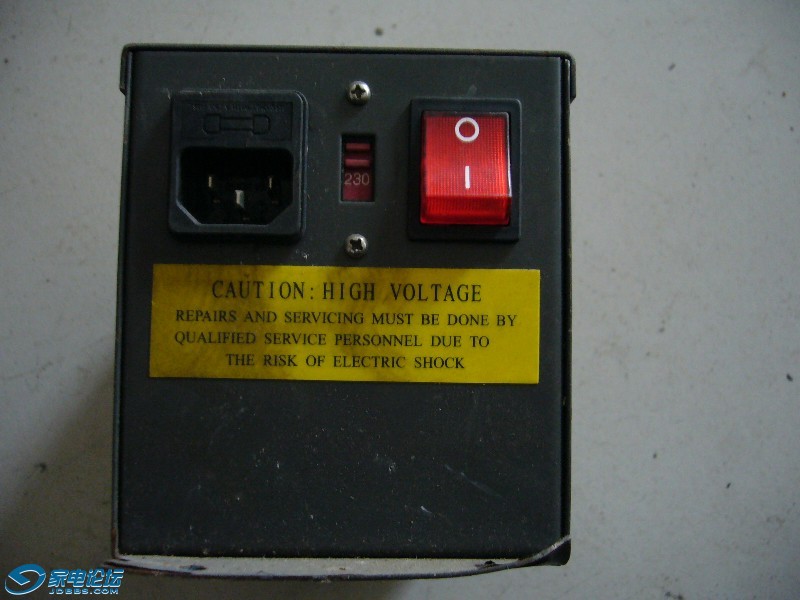 O
230
I
CAUTION: HIGH VOLTAGE
REPAIRS AND SERVICING MUST BE DONE BY
QUALIFIED SERVICE PERSONNEL DUE TO
THE RISK OF ELECTRIC SHOCK
家电论坛
JDBBS.COM